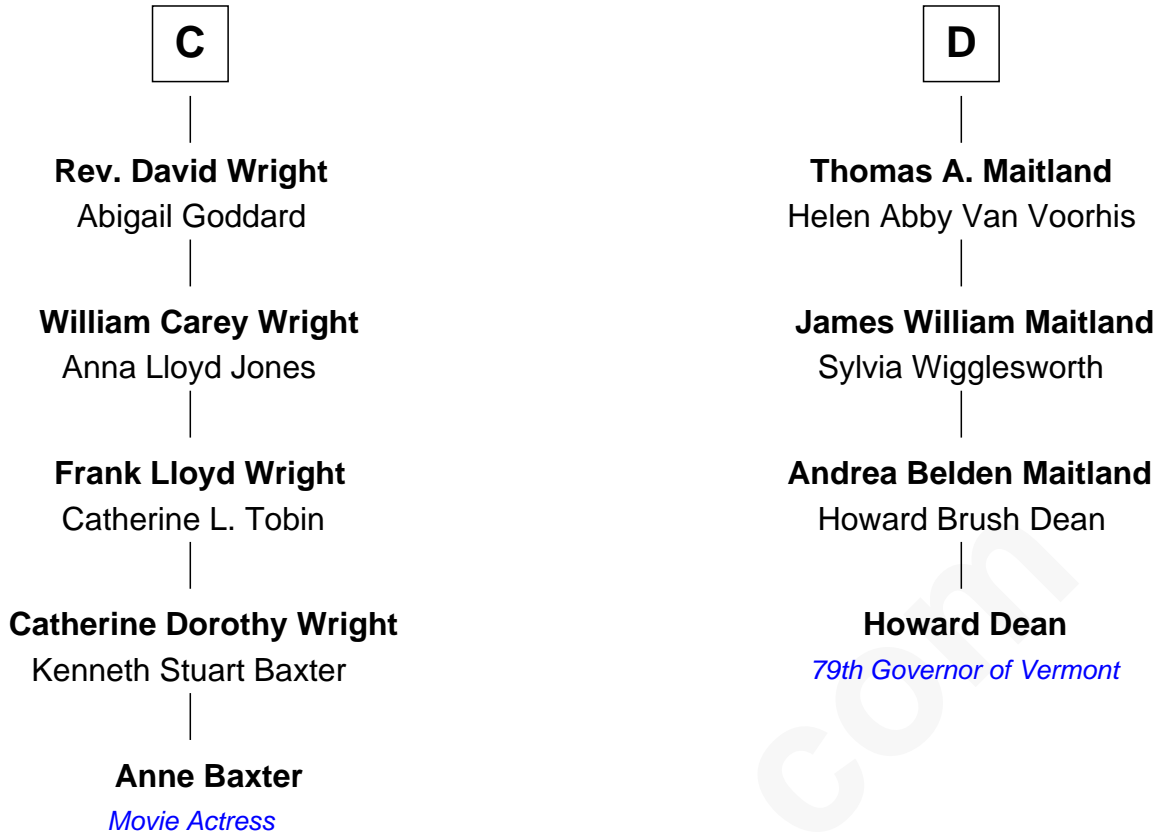 C
Rev. David Wright
Abigail Goddard
William Carey Wright
Anna Lloyd Jones
Frank Lloyd Wright
Catherine L. Tobin
Catherine Dorothy Wright
Kenneth Stuart Baxter
Anne Baxter
Movie Actress
D
Thomas A. Maitland
Helen Abby Van Voorhis
James William Maitland
Sylvia Wigglesworth
Andrea Belden Maitland
Howard Brush Dean
Howard Dean
79th Governor of Vermont
com